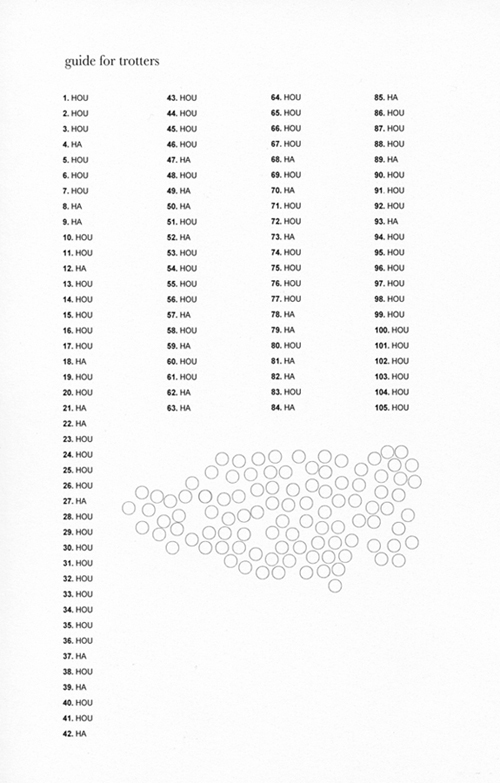 guide for trotters
1. HOU
2. HOU
3. HOU
4. HA
5. HOU
6. HOU
7. HOU
8. HA
9. HA
10. HOU
11. HOU
12. HA
13. HOU
14. HOU
15. HOU
16. HOU
17. HOU
18. HA
19. HOU
20. HOU
21. HA
22. HA
23. HOU
24. HOU
25. HOU
26. HOU
27. HA
28. HOU
29. HOU
30. HOU
31. HOU
32. HOU
33. HOU
34. HOU
35. HOU
36. HOU
37. HA
38. HOU
39. HA
40. HOU
41. HOU
42. HA
43. HOU
44. HOU
45. HOU
46. HOU
47. HA
48. HOU
49. HA
50. HA
51. HOU
52. HA
53. HOU
54. HOU
55. HOU
56. HOU
57. HA
58. HOU
59. HA
60. HOU
61. HOU
62. HA
63. HA
64. HOU
65. HOU
66. HOU
67. HOU
68. HA
69. HOU
70. HA
71. HOU
72. HOU
73. HA
74. HOU
75. HOU
76. HOU
77. HOU
78. HA
79. HA
80. HOU
81. HA
82. HA
83. HOU
84. HA
85. HA
86. HOU
87. HOU
88. HOU
89. HA
90. HOU
91. HOU
92. HOU
93. HA
94. HOU
95. HOU
96. HOU
97. HOU
98. HOU
99. HOU
100. HOU
101. HOU
102. HOU
103. HOU
104. HOU
105. HOU